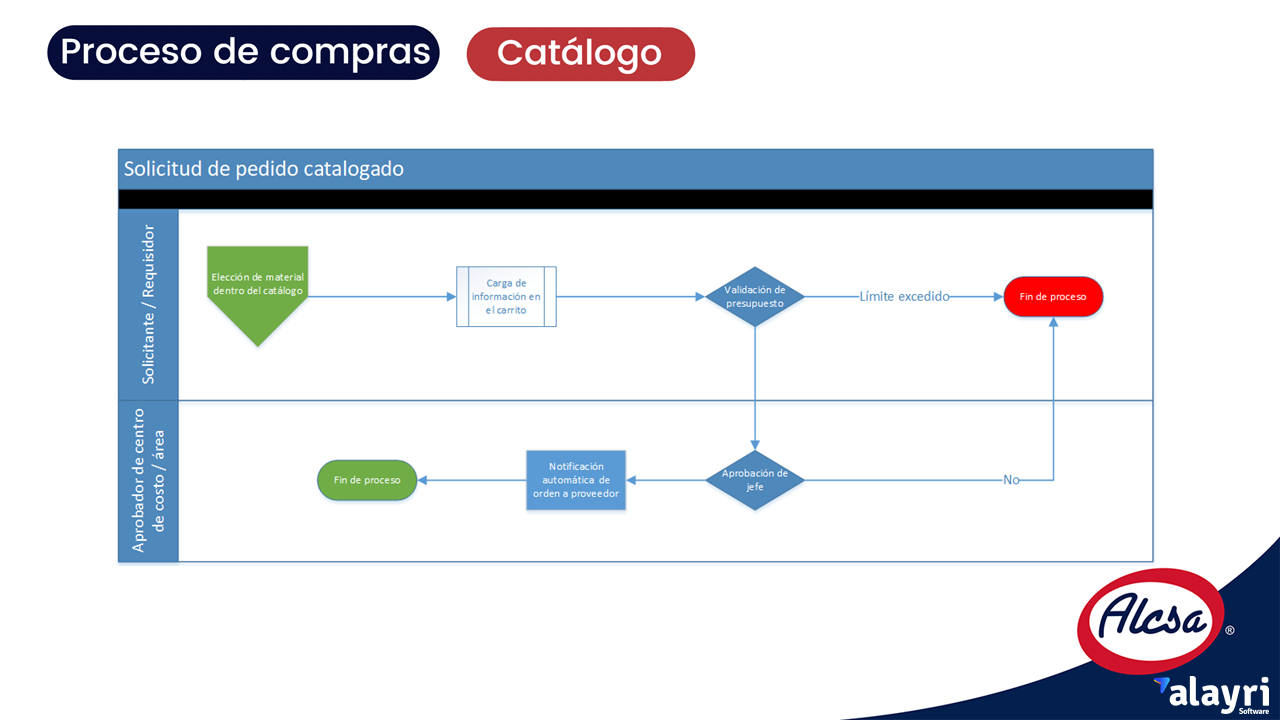 Proceso de compras
Catálogo
Solicitud de pedido catalogado
Solicitante / Requisidor
Elección de material
dentro del catálogo
Carga de
información en
el carrito
Validación de
presupuesto
Límite excedido
Fin de proceso
Aprobador de centro
de costo / área
Fin de proceso
Notificación
automática de
orden a proveedor
Aprobación de
jefe
No
Alcsa
®
alayri
Software